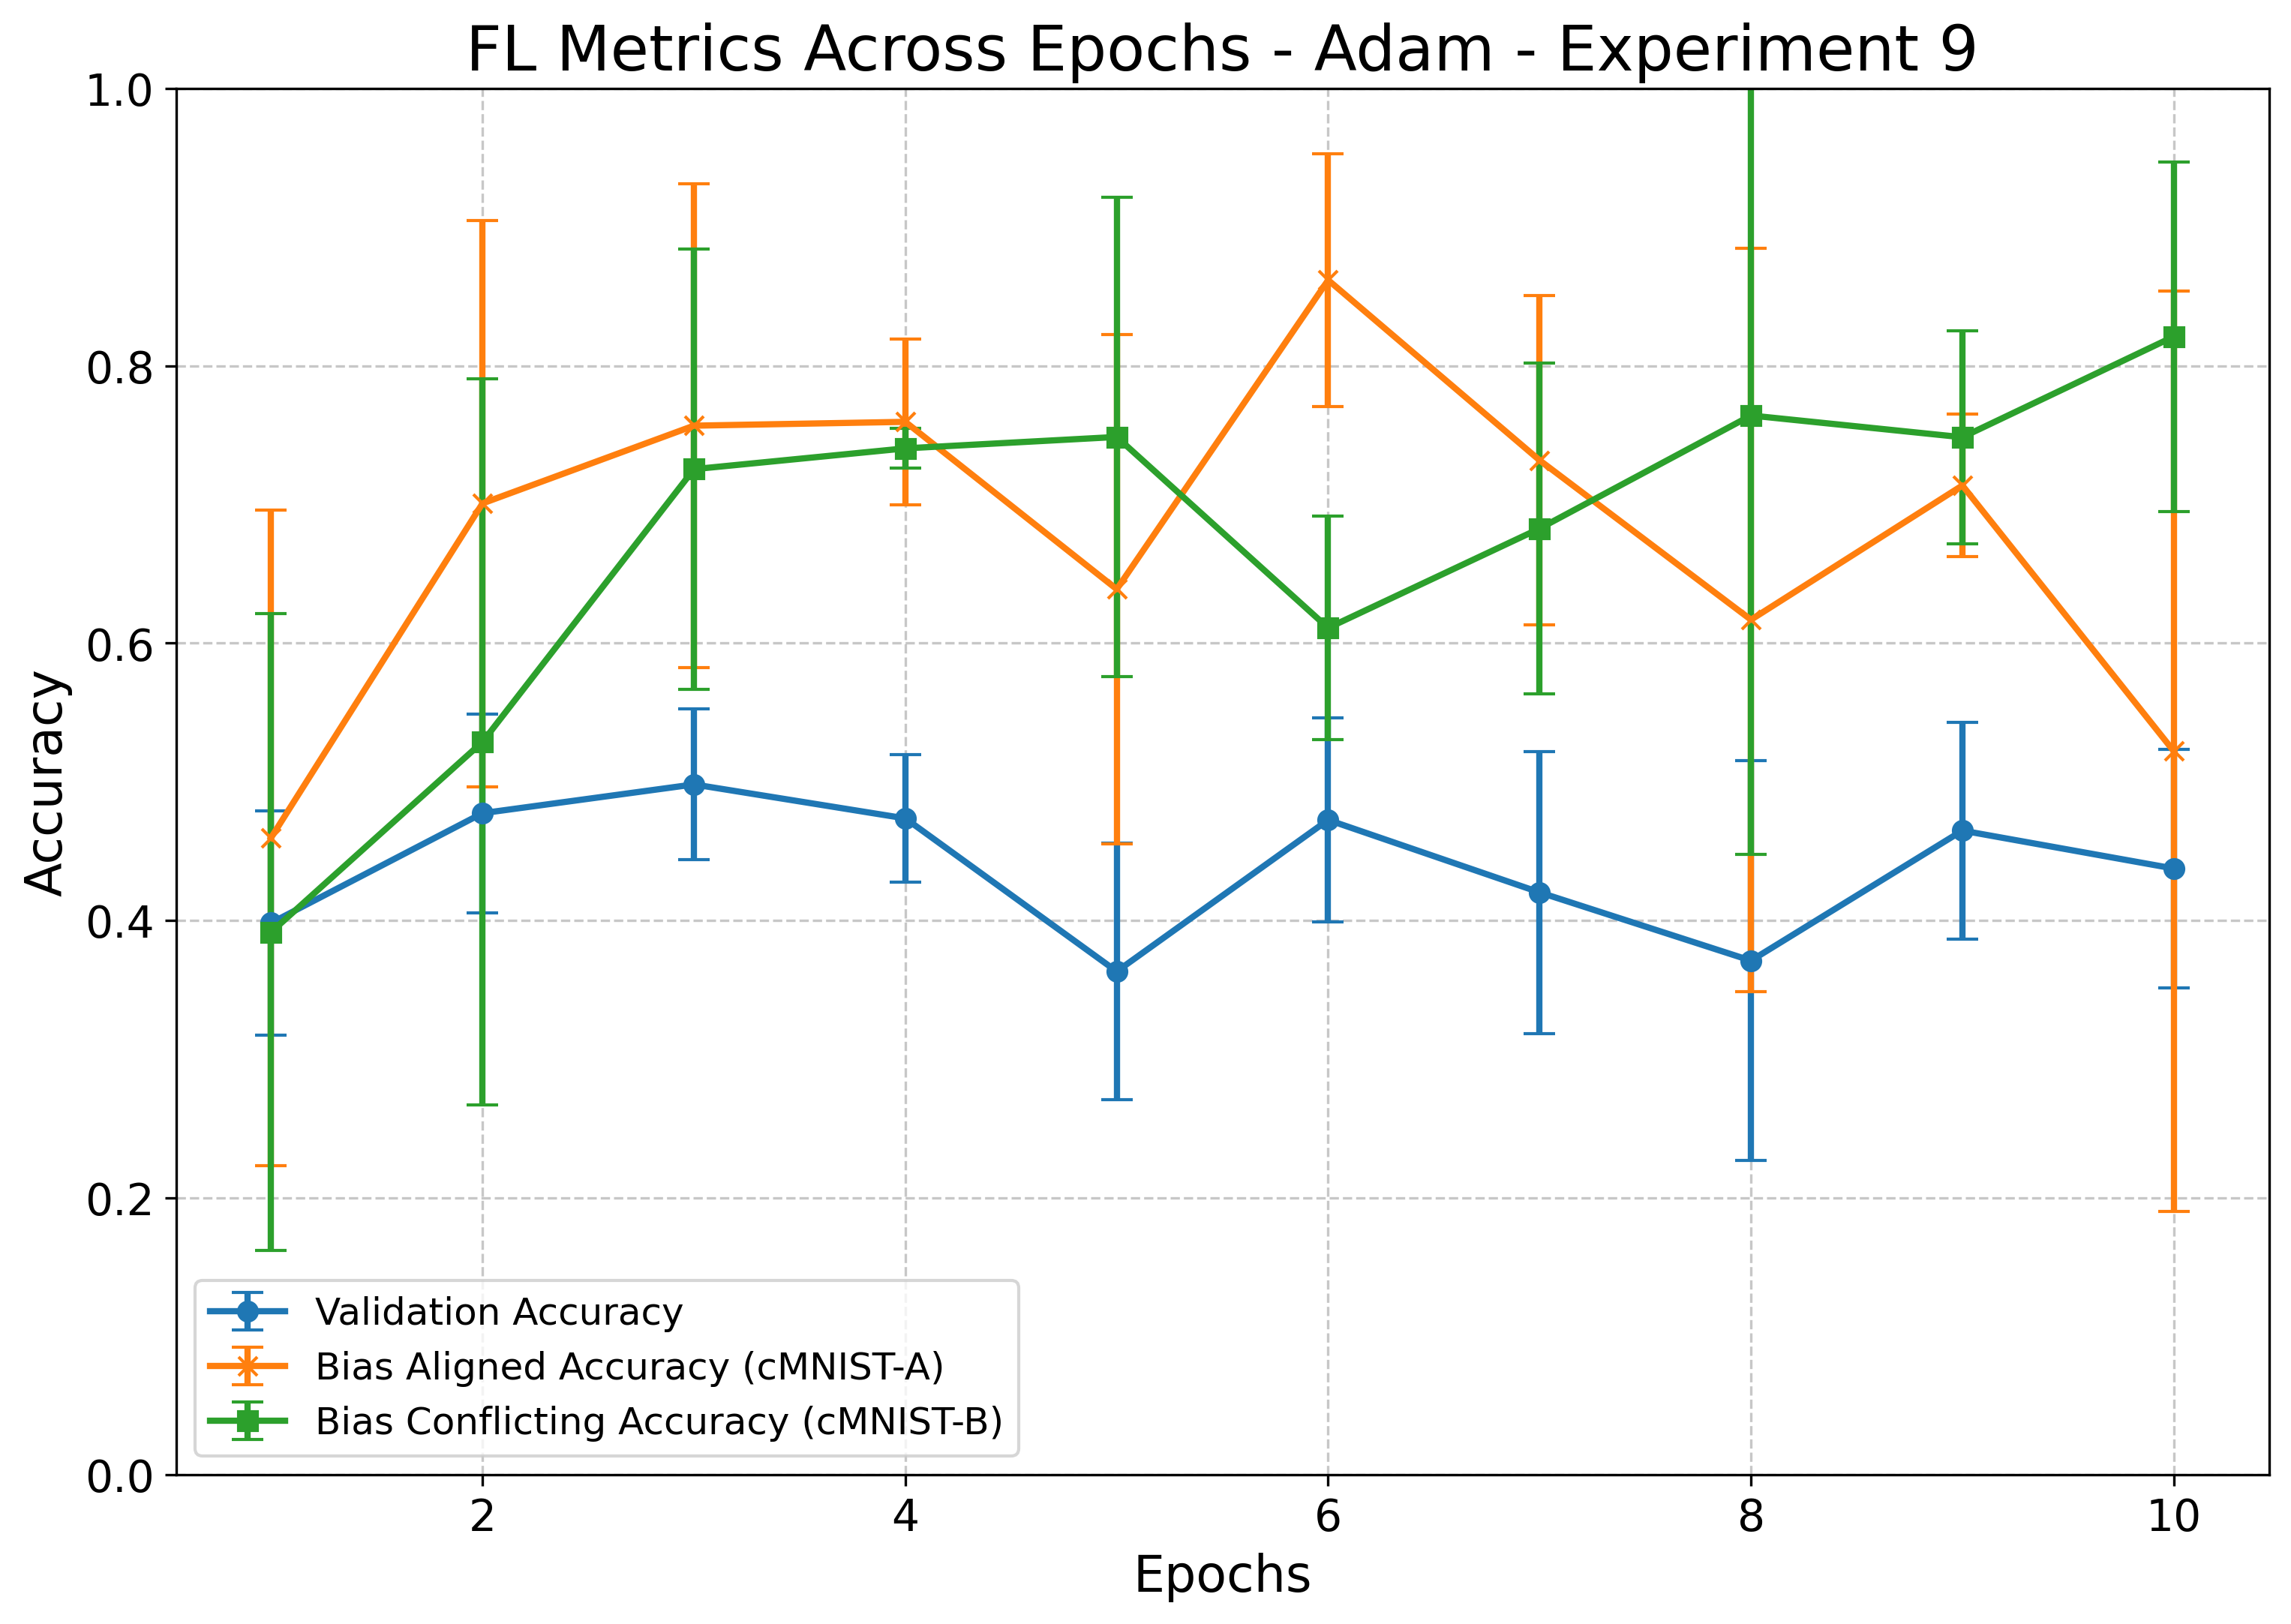 FL Metrics Across Epochs - Adam - Experiment 9
1.0
0.8
0.6
0.4
0.2
0.0
Accuracy
Validation Accuracy
Bias Aligned Accuracy (cMNIST-A)
Bias Conflicting Accuracy (cMNIST-B)
2 4 6 8 10
Epochs